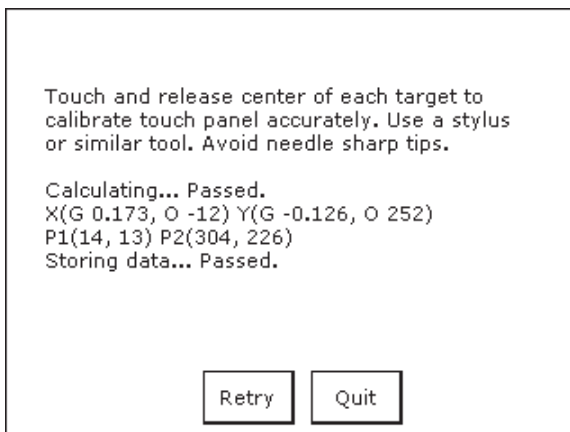 Touch and release center of each target to
calibrate touch panel accurately. Use a stylus
or similar tool. Avoid needle sharp tips.
Calculating... Passed.
X(G 0.173, O -12) Y(G -0.126, O 252)
P1(14, 13) P2(304, 226)
Storing data... Passed.
Retry Quit